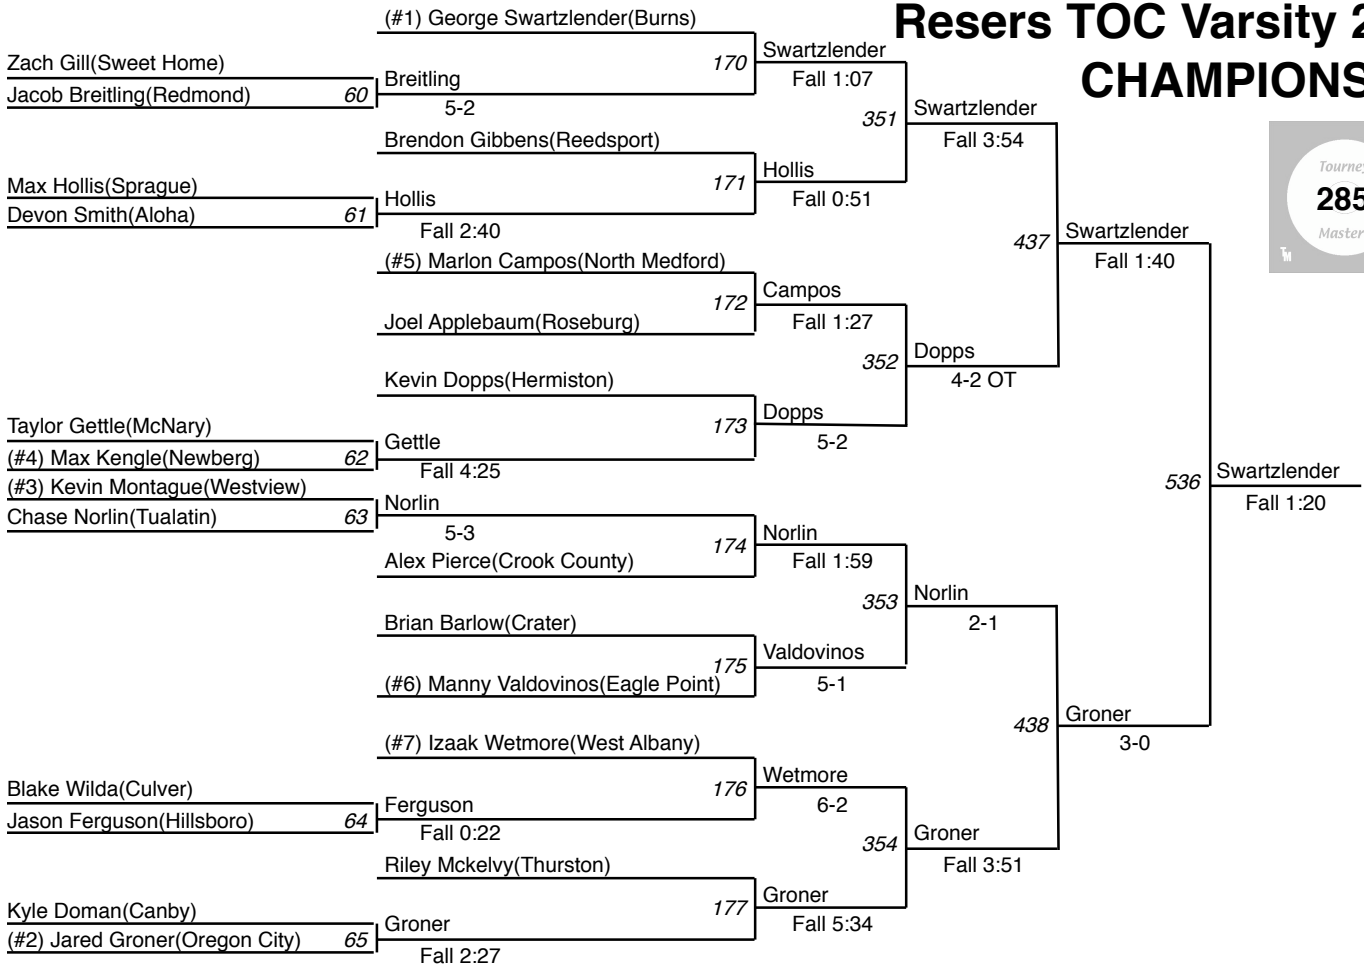 (#1) George Swartzlender(Burns)
Resers TOC Varsity 2
CHAMPIONS
Zach Gill(Sweet Home)
Jacob Breitling(Redmond) 60
Breitling
5-2
170
Swartzlender
Fall 1:07
Brendon Gibbens(Reedsport)
351
Swartzlender
Fall 3:54
Max Hollis(Sprague)
Devon Smith(Aloha) 61
Hollis
Fall 2:40
171
Hollis
Fall 0:51
Tourney
285
Master
TM
(#5) Marlon Campos(North Medford)
437
Swartzlender
Fall 1:40
172
Campos
Fall 1:27
Joel Applebaum(Roseburg)
352
Dopps
4-2 OT
Kevin Dopps(Hermiston)
173
Dopps
5-2
Taylor Gettle(McNary)
(#4) Max Kengle(Newberg) 62
Gettle
Fall 4:25
536
Swartzlender
Fall 1:20
(#3) Kevin Montague(Westview)
Chase Norlin(Tualatin) 63
Norlin
5-3
174
Norlin
Fall 1:59
Alex Pierce(Crook County)
353
Norlin
2-1
Brian Barlow(Crater)
175
Valdovinos
5-1
(#6) Manny Valdovinos(Eagle Point)
438
Groner
3-0
(#7) Izaak Wetmore(West Albany)
176
Wetmore
6-2
Blake Wilda(Culver)
Jason Ferguson(Hillsboro) 64
Ferguson
Fall 0:22
354
Groner
Fall 3:51
Riley Mckelvy(Thurston)
177
Groner
Fall 5:34
Kyle Doman(Canby)
(#2) Jared Groner(Oregon City) 65
Groner
Fall 2:27